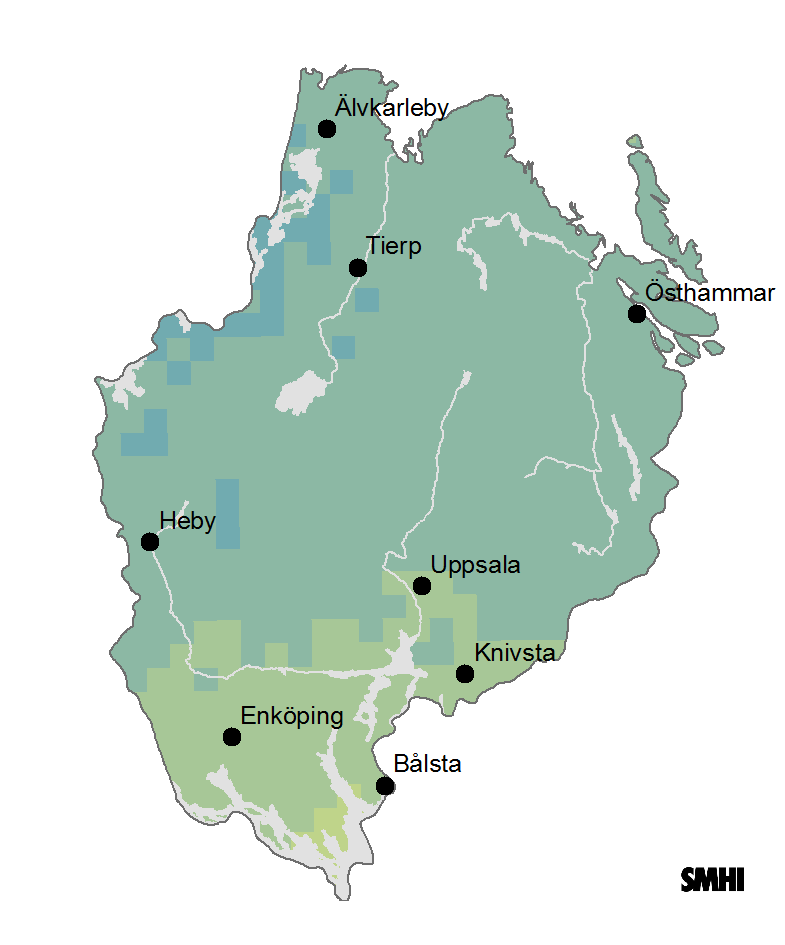 Älvkarleby
Tierp
Östhammar
Heby
Uppsala
Knivsta
Enköping
Bålsta
SMHI